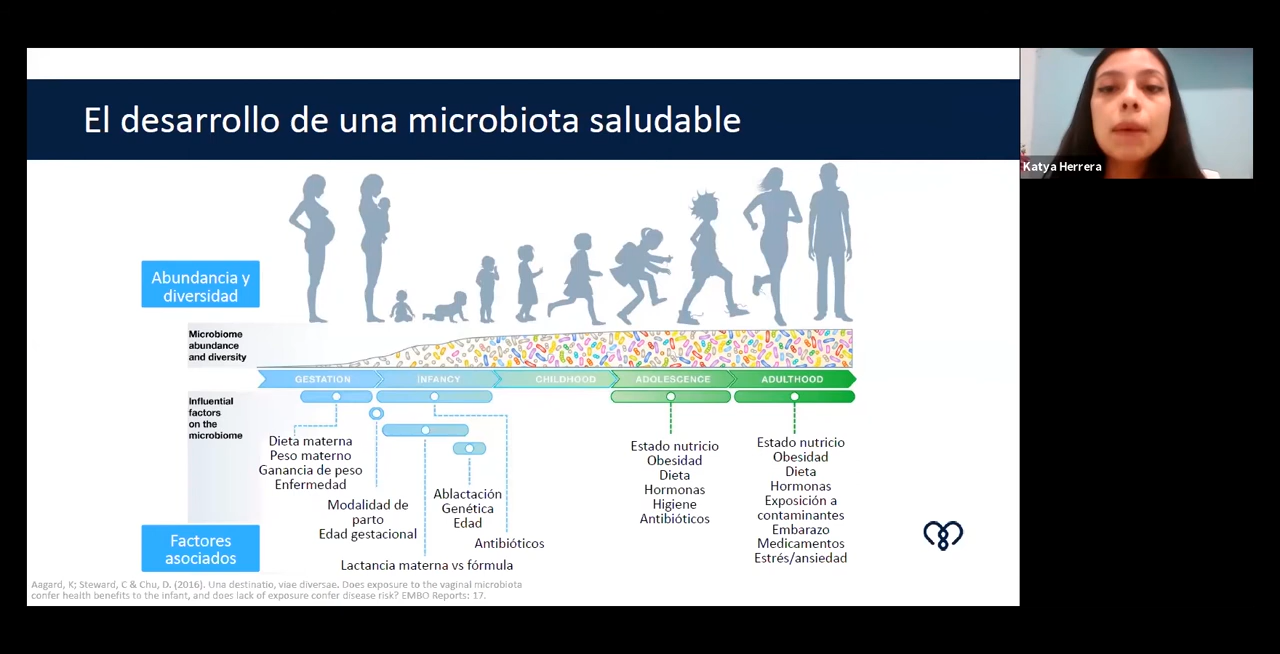 El desarrollo de una microbiota saludable
Katya Herrera
Abundancia y
diversidad
Microbiome
abundance
and diversity
GESTATION
INFANCY
CHILDHOOD
ADOLESCENCE
ADULTHOOD
Influential
factors
on the
microbiome
Dieta materna
Peso materno
Ganancia de peso
Enfermedad
Modalidad de
parto
Edad gestacional
Lactancia materna vs fórmula
Ablactación
Genética
Edad
Antibióticos
Estado nutricio
Obesidad
Dieta
Hormonas
Higiene
Antibióticos
Estado nutricio
Obesidad
Dieta
Hormonas
Exposición a
contaminantes
Embarazo
Medicamentos
Estrés/ansiedad
Factores
asociados
Aagard, K; Steward, C & Chu, D. (2016). Una destinatio, viae diversae. Does exposure to the vaginal microbiota
confer health benefits to the infant, and does lack of exposure confer disease risk? EMBO Reports: 17.